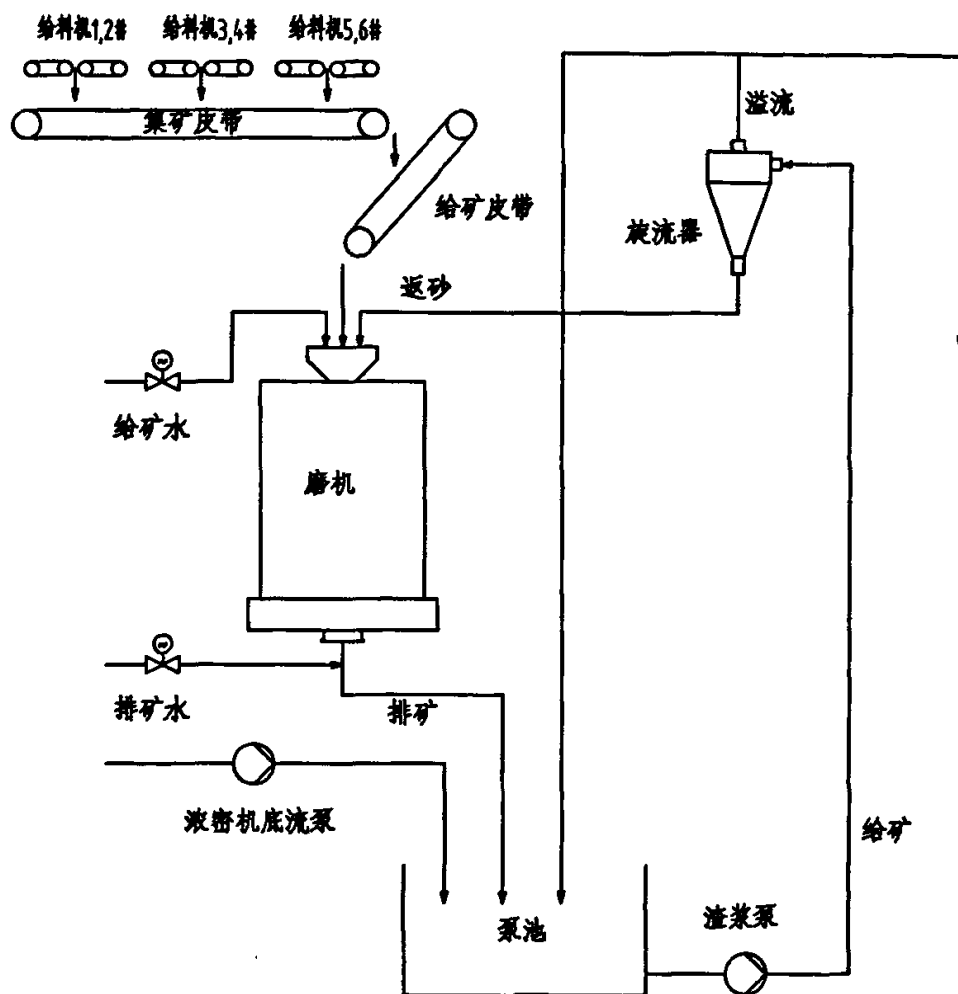 给料机1,2#
给料机3,4#
给料机5,6#
集矿皮带
溢流
给矿皮带
旋流器
返砂
给矿水
磨机
排矿水
排矿
浓密机底流泵
给矿
渣浆泵
泵池